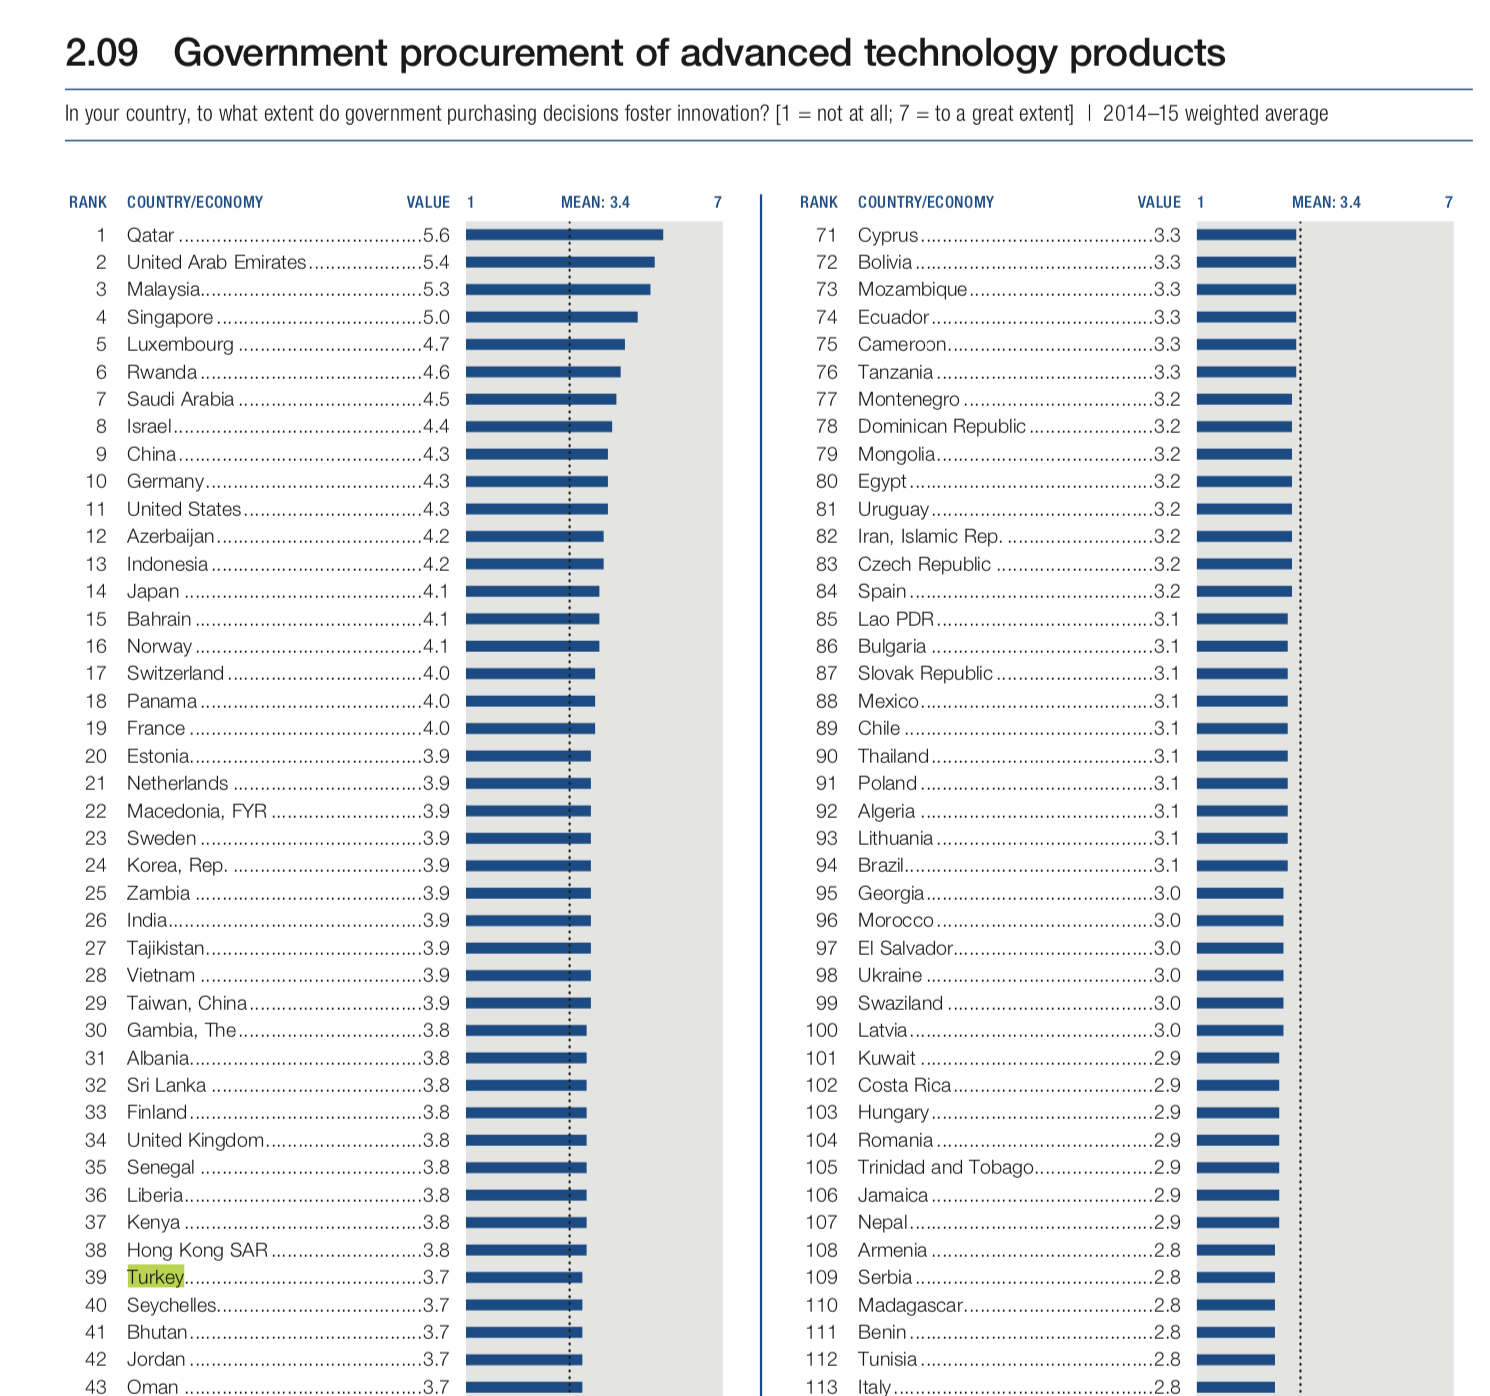 2.09 Government procurement of advanced technology products
In your country, to what extent do government purchasing decisions foster innovation? [1 = not at all; 7 = to a great extent] | 2014–15 weighted average
RANK COUNTRY/ECONOMY VALUE 1 MEAN: 3.4 7
1 Qatar 5.6
2 United Arab Emirates 5.4
3 Malaysia 5.3
4 Singapore 5.0
5 Luxembourg 4.7
6 Rwanda 4.6
7 Saudi Arabia 4.5
8 Israel 4.4
9 China 4.3
10 Germany 4.3
11 United States 4.3
12 Azerbaijan 4.2
13 Indonesia 4.2
14 Japan 4.1
15 Bahrain 4.1
16 Norway 4.1
17 Switzerland 4.0
18 Panama 4.0
19 France 4.0
20 Estonia 3.9
21 Netherlands 3.9
22 Macedonia, FYR 3.9
23 Sweden 3.9
24 Korea, Rep. 3.9
25 Zambia 3.9
26 India 3.9
27 Tajikistan 3.9
28 Vietnam 3.9
29 Taiwan, China 3.9
30 Gambia, The 3.8
31 Albania 3.8
32 Sri Lanka 3.8
33 Finland 3.8
34 United Kingdom 3.8
35 Senegal 3.8
36 Liberia 3.8
37 Kenya 3.8
38 Hong Kong SAR 3.8
39 Turkey 3.7
40 Seychelles 3.7
41 Bhutan 3.7
42 Jordan 3.7
43 Oman 3.7
RANK COUNTRY/ECONOMY VALUE 1 MEAN: 3.4 7
71 Cyprus 3.3
72 Bolivia 3.3
73 Mozambique 3.3
74 Ecuador 3.3
75 Cameroon 3.3
76 Tanzania 3.3
77 Montenegro 3.2
78 Dominican Republic 3.2
79 Mongolia 3.2
80 Egypt 3.2
81 Uruguay 3.2
82 Iran, Islamic Rep. 3.2
83 Czech Republic 3.2
84 Spain 3.2
85 Lao PDR 3.1
86 Bulgaria 3.1
87 Slovak Republic 3.1
88 Mexico 3.1
89 Chile 3.1
90 Thailand 3.1
91 Poland 3.1
92 Algeria 3.1
93 Lithuania 3.1
94 Brazil 3.1
95 Georgia 3.0
96 Morocco 3.0
97 El Salvador 3.0
98 Ukraine 3.0
99 Swaziland 3.0
100 Latvia 3.0
101 Kuwait 2.9
102 Costa Rica 2.9
103 Hungary 2.9
104 Romania 2.9
105 Trinidad and Tobago 2.9
106 Jamaica 2.9
107 Nepal 2.9
108 Armenia 2.8
109 Serbia 2.8
110 Madagascar 2.8
111 Benin 2.8
112 Tunisia 2.8
113 Italy 2.8